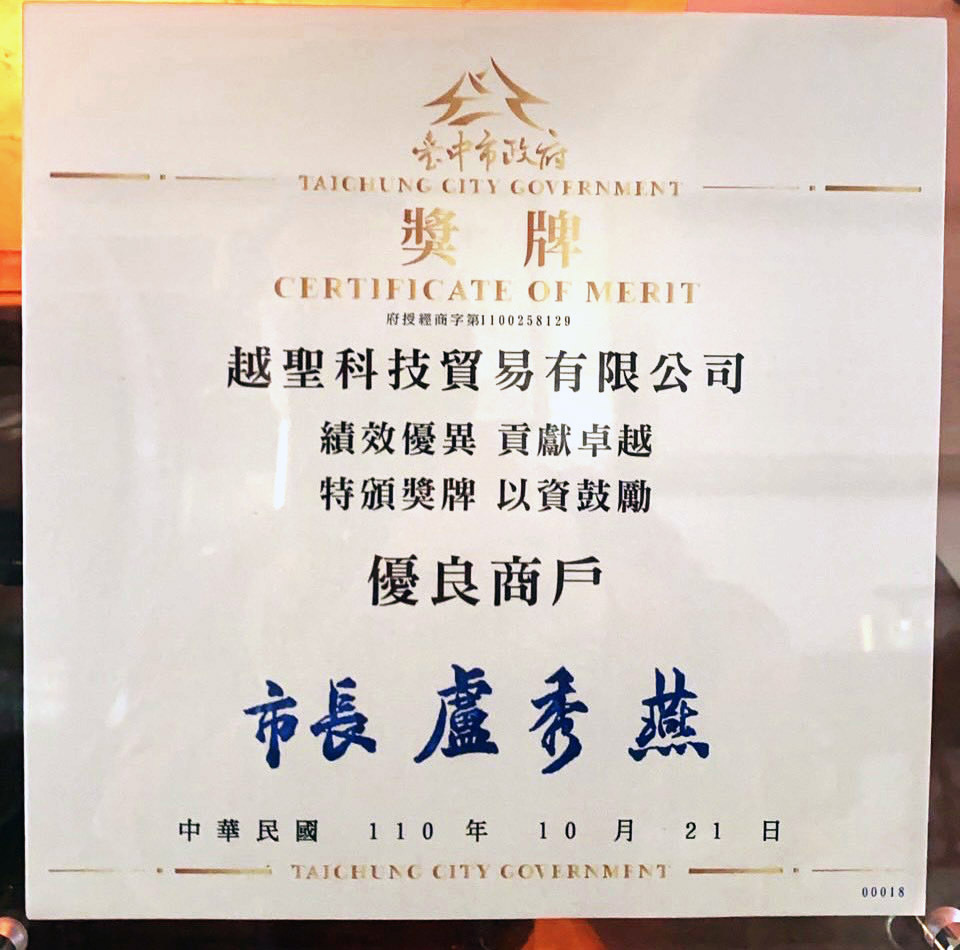 臺中市政府
TAICHUNG CITY GOVERNMENT
獎 牌
CERTIFICATE OF MERIT
府授經商字第1100258129
越聖科技貿易有限公司
績效優異 貢獻卓越
特頒獎牌 以資鼓勵
優良商戶
市長 盧秀燕
中華民國 110 年 10 月 21 日
TAICHUNG CITY GOVERNMENT
00018